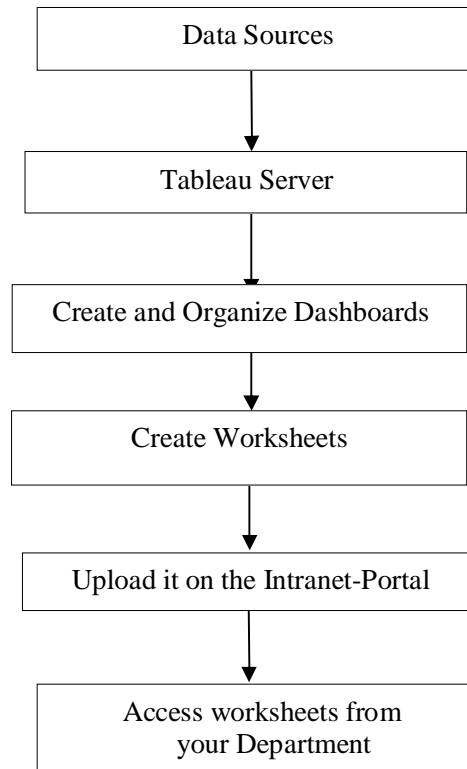 Data Sources
Tableau Server
Create and Organize Dashboards
Create Worksheets
Upload it on the Intranet-Portal
Access worksheets from
your Department